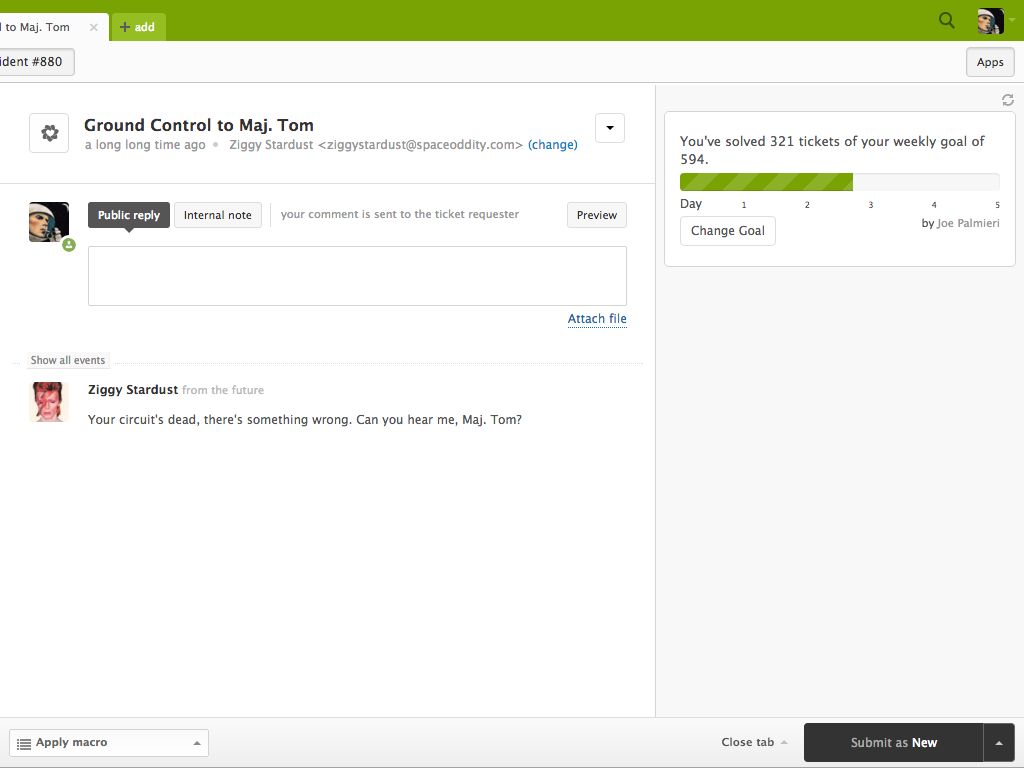 l to Maj. Tom × + add
ident #880
Apps
Ground Control to Maj. Tom
a long long time ago • Ziggy Stardust <ziggystardust@spaceoddity.com> (change)
Public reply Internal note your comment is sent to the ticket requester Preview
Attach file
Show all events
Ziggy Stardust from the future
Your circuit's dead, there's something wrong. Can you hear me, Maj. Tom?
You've solved 321 tickets of your weekly goal of
594.
Day 1 2 3 4 5
by Joe Palmieri
Change Goal
Apply macro
Close tab
Submit as New